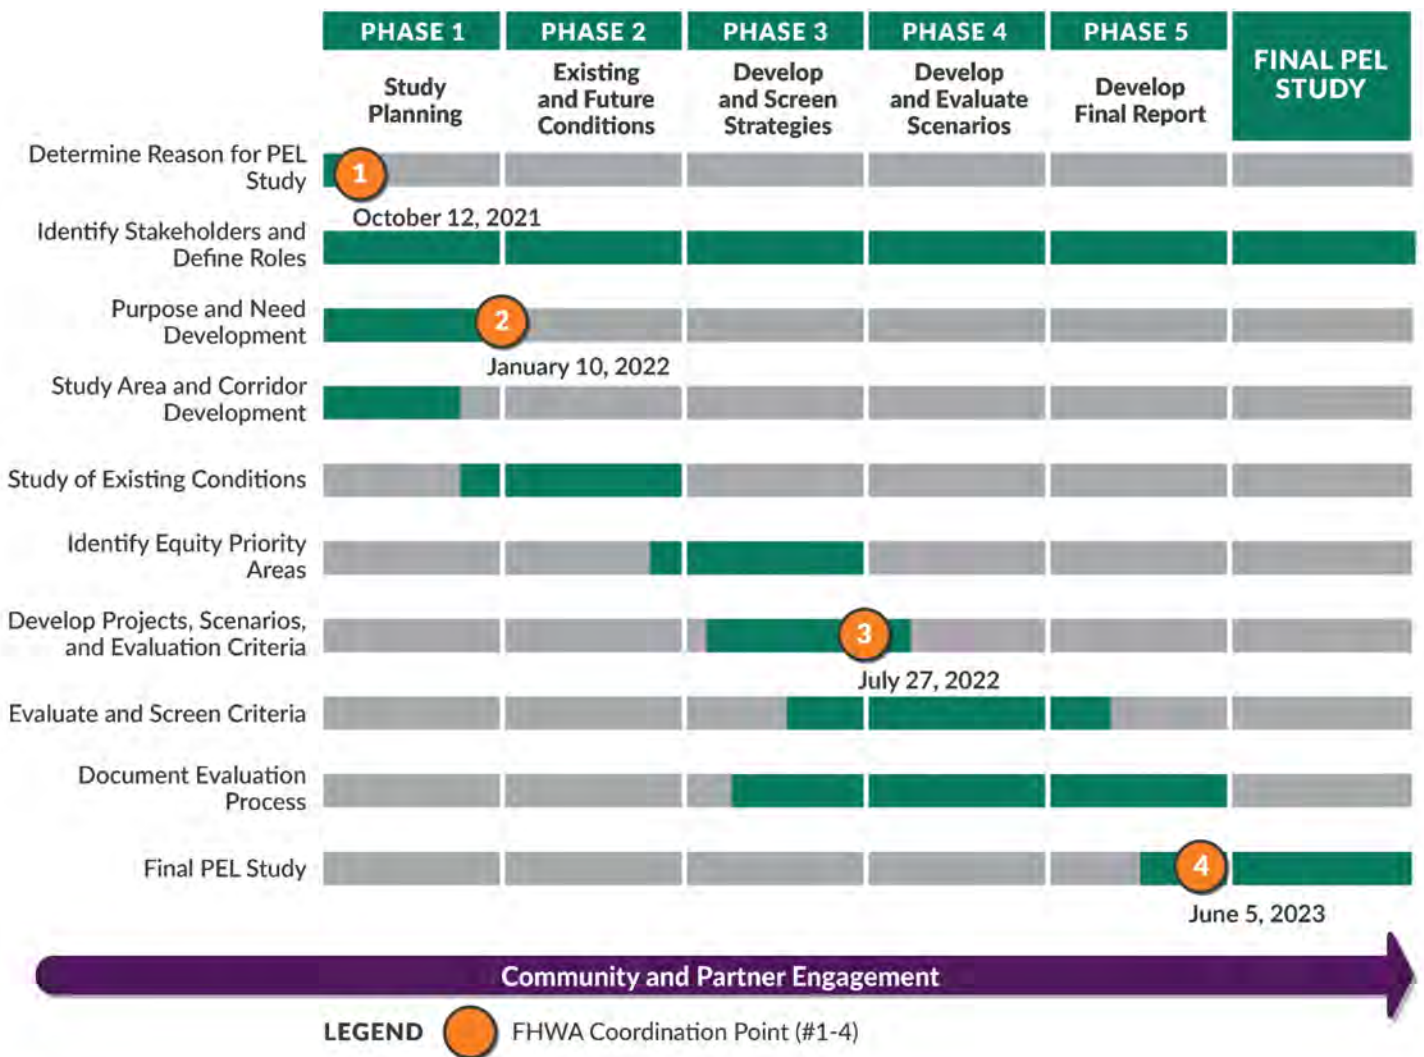 PHASE 1
PHASE 2
PHASE 3
PHASE 4
PHASE 5
FINAL PEL
STUDY
Study
Planning
Existing
and Future
Conditions
Develop
and Screen
Strategies
Develop
and Evaluate
Scenarios
Develop
Final Report
Determine Reason for PEL
Study
1
October 12, 2021
Identify Stakeholders and
Define Roles
Purpose and Need
Development
2
January 10, 2022
Study Area and Corridor
Development
Study of Existing Conditions
Identify Equity Priority
Areas
Develop Projects, Scenarios,
and Evaluation Criteria
3
July 27, 2022
Evaluate and Screen Criteria
Document Evaluation
Process
Final PEL Study
4
June 5, 2023
Community and Partner Engagement
LEGEND
FHWA Coordination Point (#1-4)